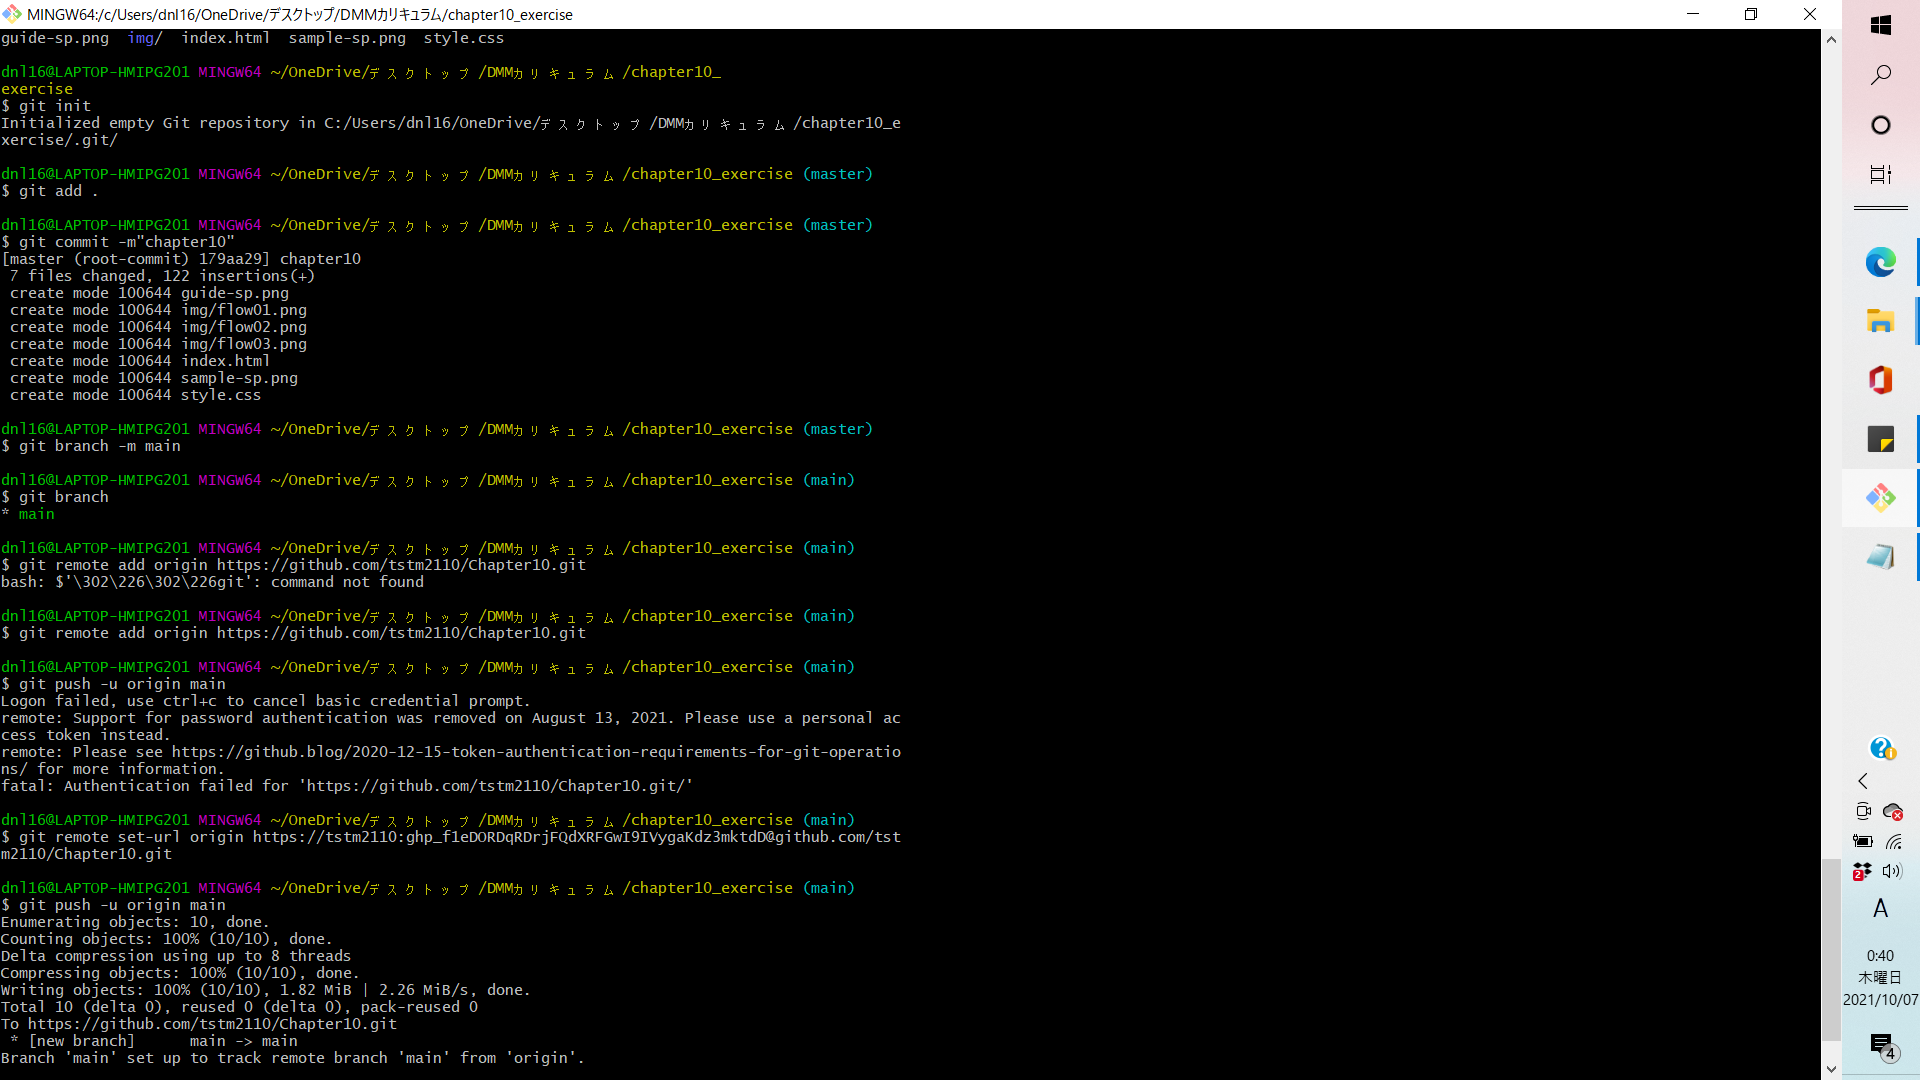 MINGW64:/c/Users/dnl16/OneDrive/デスクトップ/DMMカリキュラム/chapter10_exercise
guide-sp.png  img/  index.html  sample-sp.png  style.css
dnl16@LAPTOP-HMIPG201 MINGW64 ~/OneDrive/デスクトップ/DMMカリキュラム/chapter10_
exercise
$ git init
Initialized empty Git repository in C:/Users/dnl16/OneDrive/デスクトップ/DMMカリキュラム/chapter10_e
xercise/.git/
dnl16@LAPTOP-HMIPG201 MINGW64 ~/OneDrive/デスクトップ/DMMカリキュラム/chapter10_exercise (master)
$ git add .
dnl16@LAPTOP-HMIPG201 MINGW64 ~/OneDrive/デスクトップ/DMMカリキュラム/chapter10_exercise (master)
$ git commit -m"chapter10"
[master (root-commit) 179aa29] chapter10
 7 files changed, 122 insertions(+)
 create mode 100644 guide-sp.png
 create mode 100644 img/flow01.png
 create mode 100644 img/flow02.png
 create mode 100644 img/flow03.png
 create mode 100644 index.html
 create mode 100644 sample-sp.png
 create mode 100644 style.css
dnl16@LAPTOP-HMIPG201 MINGW64 ~/OneDrive/デスクトップ/DMMカリキュラム/chapter10_exercise (master)
$ git branch -m main
dnl16@LAPTOP-HMIPG201 MINGW64 ~/OneDrive/デスクトップ/DMMカリキュラム/chapter10_exercise (main)
$ git branch
* main
dnl16@LAPTOP-HMIPG201 MINGW64 ~/OneDrive/デスクトップ/DMMカリキュラム/chapter10_exercise (main)
$ git remote add origin https://github.com/tstm2110/Chapter10.git
bash: $'\302\226\302\226git': command not found
dnl16@LAPTOP-HMIPG201 MINGW64 ~/OneDrive/デスクトップ/DMMカリキュラム/chapter10_exercise (main)
$ git remote add origin https://github.com/tstm2110/Chapter10.git
dnl16@LAPTOP-HMIPG201 MINGW64 ~/OneDrive/デスクトップ/DMMカリキュラム/chapter10_exercise (main)
$ git push -u origin main
Logon failed, use ctrl+c to cancel basic credential prompt.
remote: Support for password authentication was removed on August 13, 2021. Please use a personal ac
cess token instead.
remote: Please see https://github.blog/2020-12-15-token-authentication-requirements-for-git-operatio
ns/ for more information.
fatal: Authentication failed for 'https://github.com/tstm2110/Chapter10.git/'
dnl16@LAPTOP-HMIPG201 MINGW64 ~/OneDrive/デスクトップ/DMMカリキュラム/chapter10_exercise (main)
$ git remote set-url origin https://tstm2110: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@github.com/tst
m2110/Chapter10.git
dnl16@LAPTOP-HMIPG201 MINGW64 ~/OneDrive/デスクトップ/DMMカリキュラム/chapter10_exercise (main)
$ git push -u origin main
Enumerating objects: 10, done.
Counting objects: 100% (10/10), done.
Delta compression using up to 8 threads
Compressing objects: 100% (10/10), done.
Writing objects: 100% (10/10), 1.82 MiB | 2.26 MiB/s, done.
Total 10 (delta 0), reused 0 (delta 0), pack-reused 0
To https://github.com/tstm2110/Chapter10.git
 * [new branch]      main -> main
Branch 'main' set up to track remote branch 'main' from 'origin'.
2
A
0:40
木曜日
2021/10/07
4